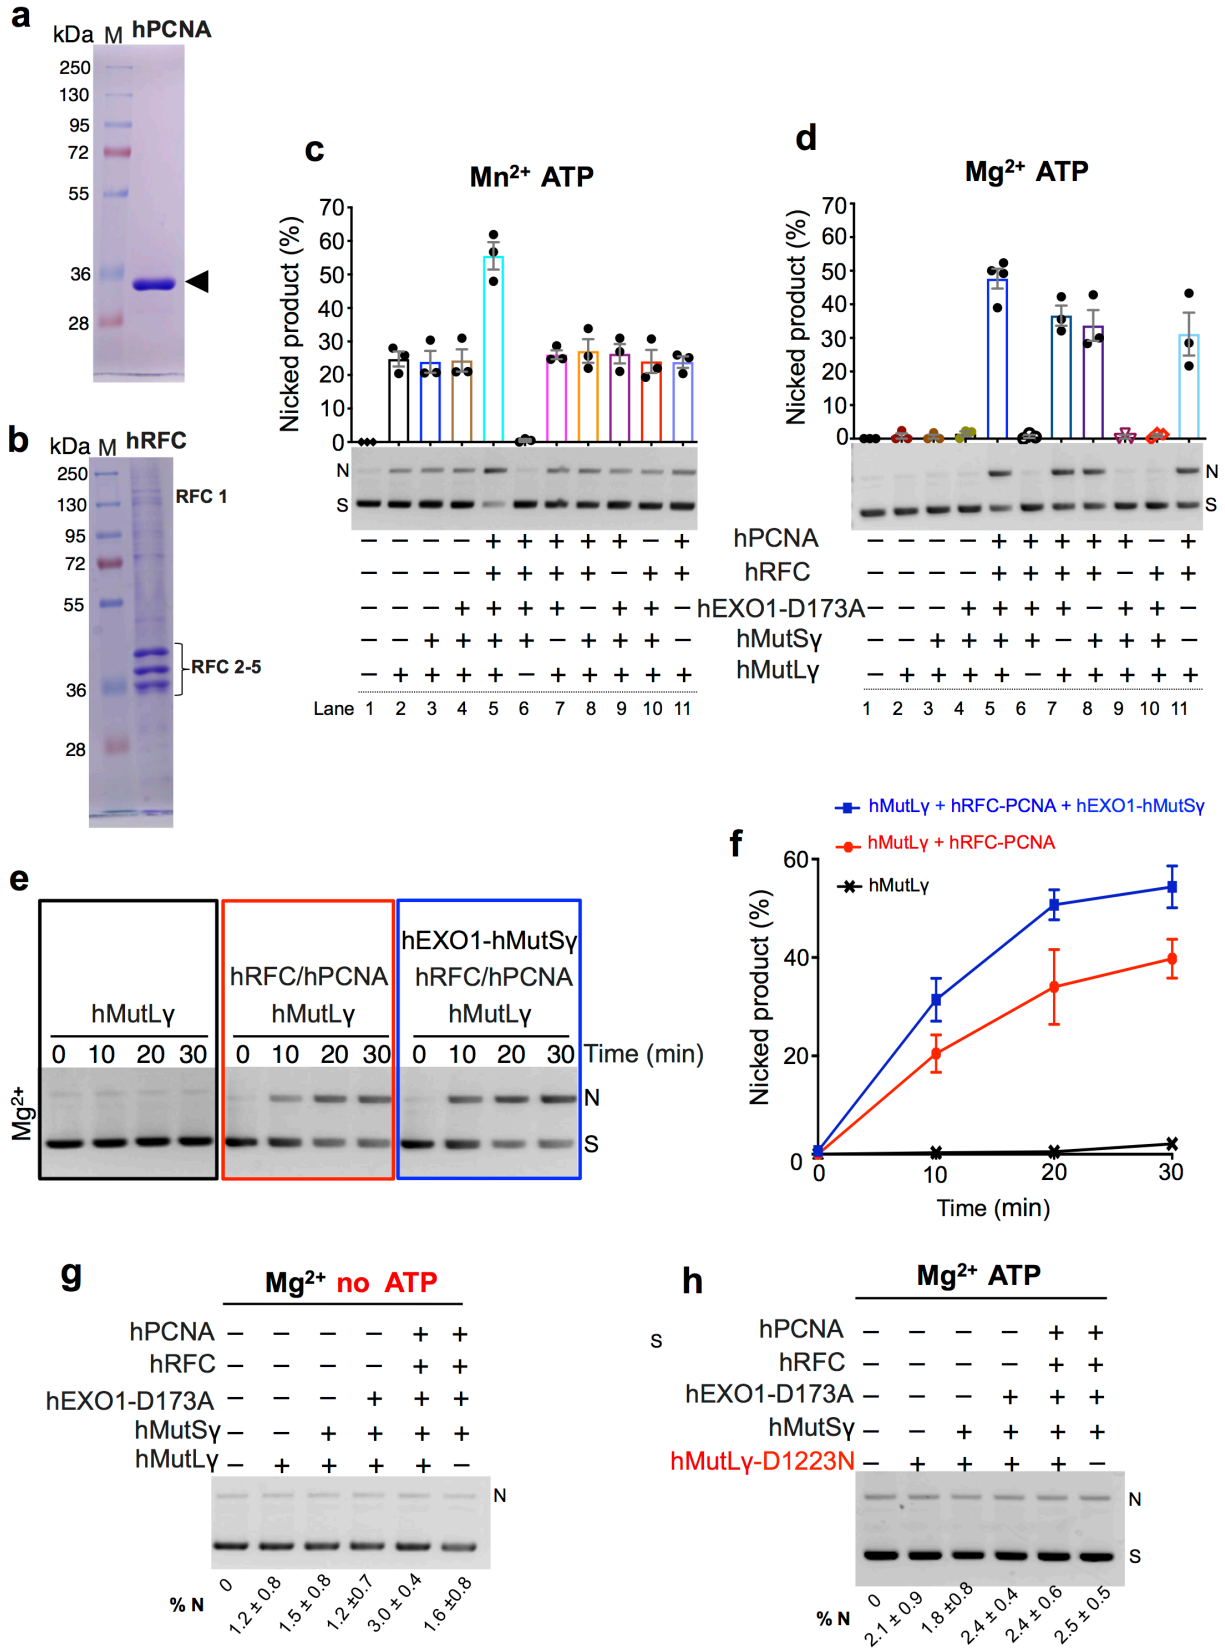 a
kDa M hPCNA
250
130
95
72
55
36
28
b
kDa M hRFC
250
130
95
72
55
36
28
RFC 1
RFC 2-5
c
Mn²⁺ ATP
Nicked product (%)
70
60
50
40
30
20
10
0
N
S
d
Mg²⁺ ATP
Nicked product (%)
70
60
50
40
30
20
10
0
N
S
– – – – + + + + + – + hPCNA – – – – + + + + + – +
– – – – + + + + – + + hRFC – – – – + + + + – + +
– – – + + + + – + + – hEXO1-D173A – – – + + + + – + + –
– – + + + + – + + + – hMutSγ – – + + + + – + + + –
– + + + + – + + + + + hMutLγ – + + + + – + + + + +
Lane 1 2 3 4 5 6 7 8 9 10 11 1 2 3 4 5 6 7 8 9 10 11
e
hMutLγ
0 10 20 30
hRFC/hPCNA
hMutLγ
0 10 20 30
hEXO1-hMutSγ
hRFC/hPCNA
hMutLγ
0 10 20 30
Time (min)
Mg²⁺
N
S
f
hMutLγ + hRFC-PCNA + hEXO1-hMutSγ
hMutLγ + hRFC-PCNA
hMutLγ
Nicked product (%)
60
40
20
0
0 10 20 30
Time (min)
g
Mg²⁺ no ATP
hPCNA – – – – + +
hRFC – – – – + +
hEXO1-D173A – – – + + +
hMutSγ – – + + + +
hMutLγ – + + + + –
N
% N 0 1.2 ± 0.8 1.5 ± 0.8 1.2 ±0.7 3.0 ± 0.4 1.6 ±0.8
S
h
Mg²⁺ ATP
hPCNA – – – – + +
hRFC – – – – + +
hEXO1-D173A – – – + + +
hMutSγ – – + + + +
hMutLγ-D1223N – + + + + –
N
S
% N 0 2.1 ± 0.9 1.8 ±0.8 2.4 ± 0.4 2.4 ± 0.6 2.5 ± 0.5